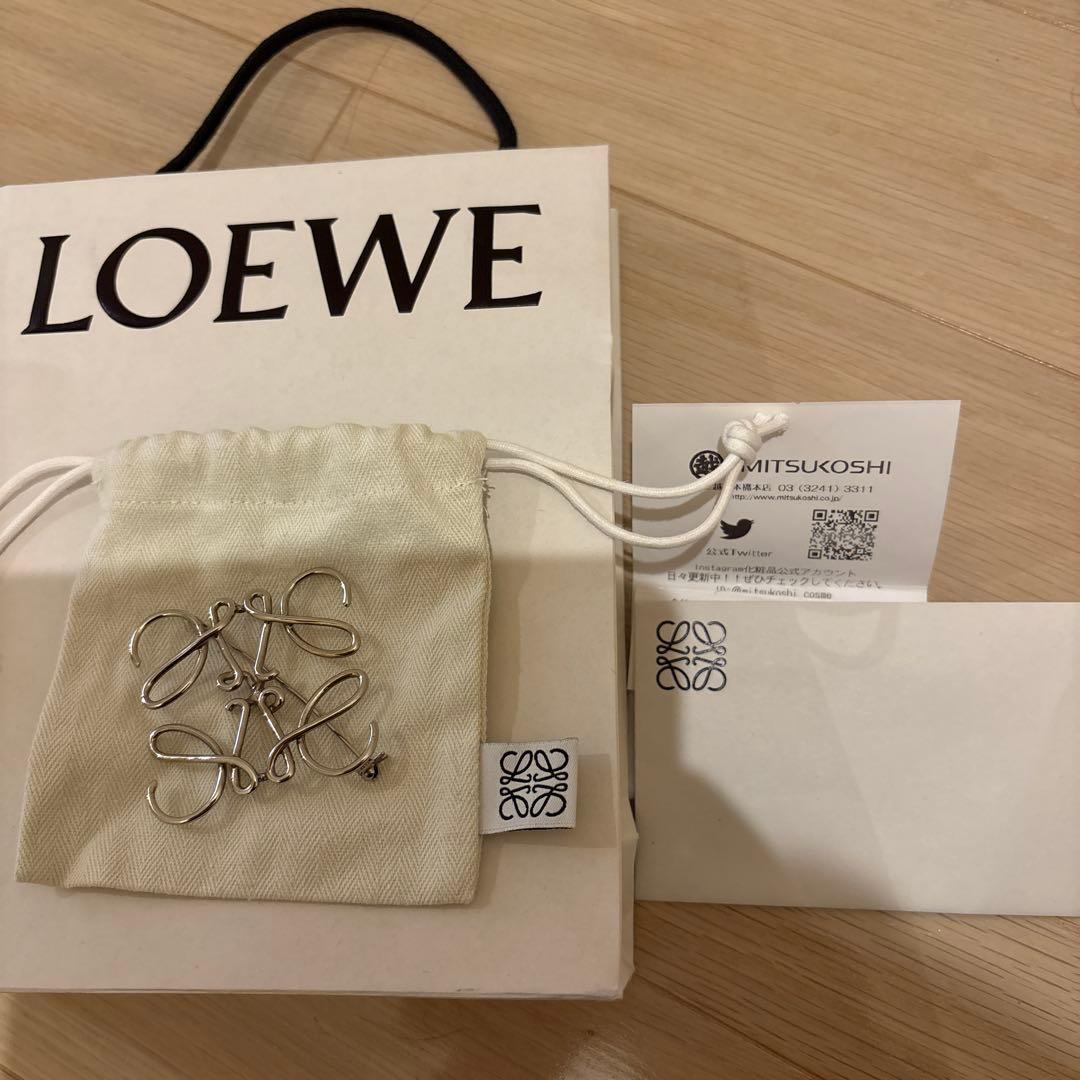 LOEWE
MITSUKOSHI
本橋本店 03 (3241) 3311
http://www.mitsukoshi.co.jp/
公式Twitter
Instagram化粧品公式アカウント
日々更新中！！ぜひチェックしてください。
ID:@mitsukoshi_cosme